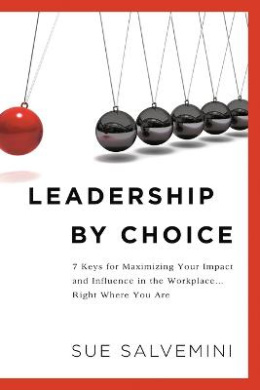 LEADERSHIP
BY CHOICE
7 Keys for Maximizing Your Impact
and Influence in the Workplace...
Right Where You Are
SUE SALVEMINI